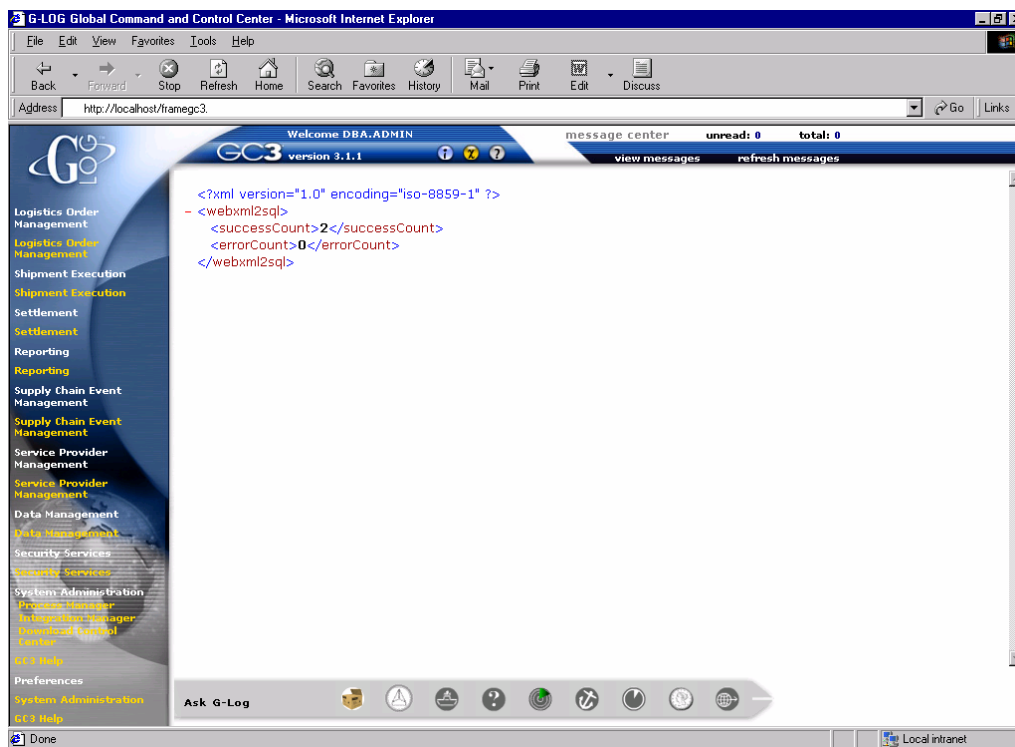 G-LOG Global Command and Control Center - Microsoft Internet Explorer
File Edit View Favorites Tools Help
Back Forward Stop Refresh Home Search Favorites History Mail Print Edit Discuss
Address http://localhost/framegc3. Go Links
Welcome DBA.ADMIN
GC3 version 3.1.1
message center unread: 0 total: 0
view messages refresh messages
<?xml version="1.0" encoding="iso-8859-1" ?>
- <webxml2sql>
<successCount>2</successCount>
<errorCount>0</errorCount>
</webxml2sql>
Logistics Order
Management
Logistics Order
Management
Shipment Execution
Shipment Execution
Settlement
Settlement
Reporting
Reporting
Supply Chain Event
Management
Supply Chain Event
Management
Service Provider
Management
Service Provider
Management
Data Management
Data Management
Security Services
Security Services
System Administration
Process Manager
Integration Manager
Download Control
Center
GC3 Help
Preferences
System Administration
GC3 Help
Ask G-Log
Done
Local intranet